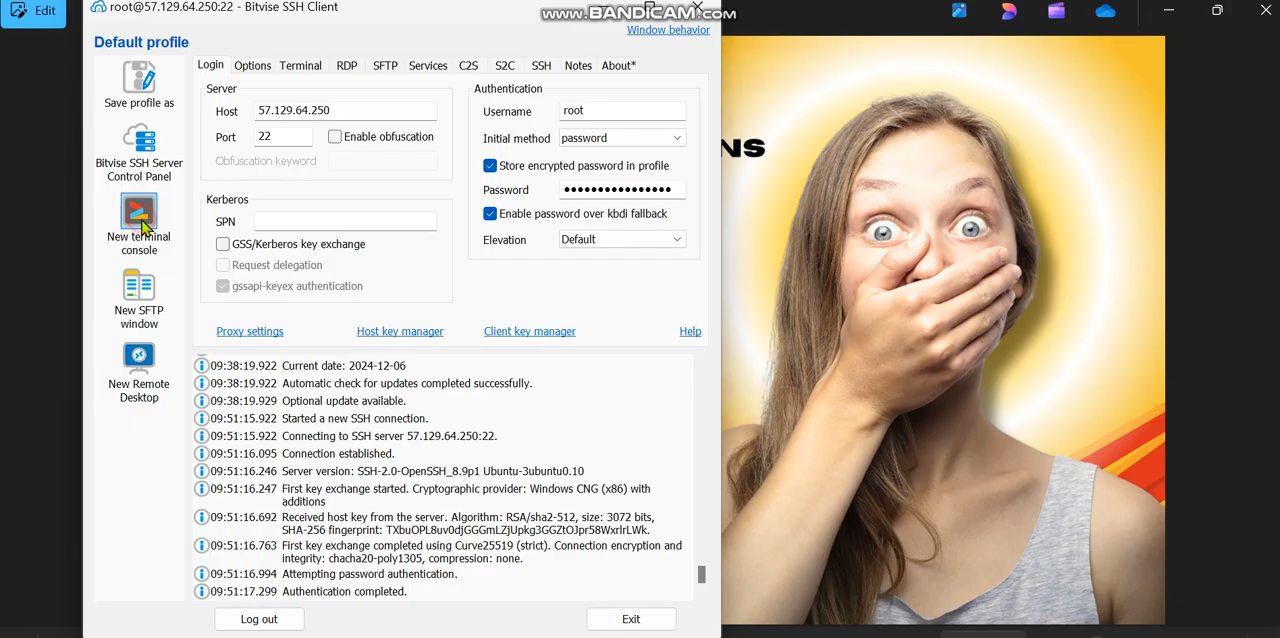 Edit
root@57.129.64.250:22 - Bitvise SSH Client
www.BANDICAM.com
Window behavior
Default profile
Login Options Terminal RDP SFTP Services C2S S2C SSH Notes About*
Save profile as
Bitvise SSH Server
Control Panel
New terminal
console
New SFTP
window
New Remote
Desktop
Server
Host 57.129.64.250
Port 22 Enable obfuscation
Obfuscation keyword
Kerberos
SPN
GSS/Kerberos key exchange
Request delegation
gssapi-keyex authentication
Authentication
Username root
Initial method password
Store encrypted password in profile
Password ●●●●●●●●●●●●●●●●
Enable password over kbdi fallback
Elevation Default
Proxy settings Host key manager Client key manager Help
09:38:19.922 Current date: 2024-12-06
09:38:19.922 Automatic check for updates completed successfully.
09:38:19.929 Optional update available.
09:51:15.922 Started a new SSH connection.
09:51:15.922 Connecting to SSH server 57.129.64.250:22.
09:51:16.095 Connection established.
09:51:16.246 Server version: SSH-2.0-OpenSSH_8.9p1 Ubuntu-3ubuntu0.10
09:51:16.247 First key exchange started. Cryptographic provider: Windows CNG (x86) with
additions
09:51:16.692 Received host key from the server. Algorithm: RSA/sha2-512, size: 3072 bits,
SHA-256 fingerprint: TXbuOPL8uv0djGGGmLZjUpkg3GGZtOJpr58WxrlrLWk.
09:51:16.763 First key exchange completed using Curve25519 (strict). Connection encryption and
integrity: chacha20-poly1305, compression: none.
09:51:16.994 Attempting password authentication.
09:51:17.299 Authentication completed.
Log out Exit
NS